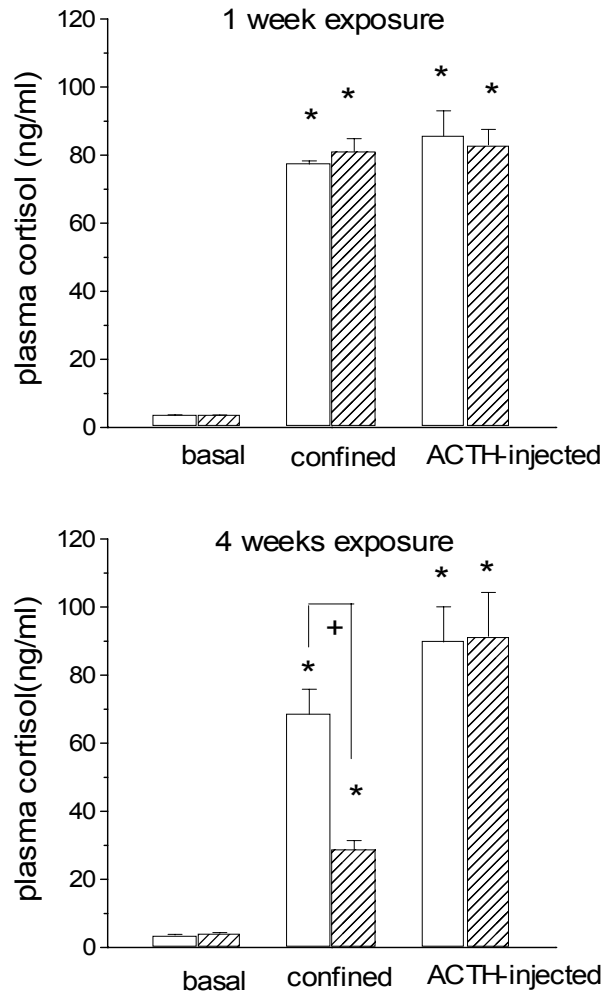 1 week exposure
plasma cortisol (ng/ml)
120
100
80
60
40
20
0
* * * *
basal confined ACTH-injected
4 weeks exposure
plasma cortisol(ng/ml)
120
100
80
60
40
20
0
* *
+
*
*
basal confined ACTH-injected